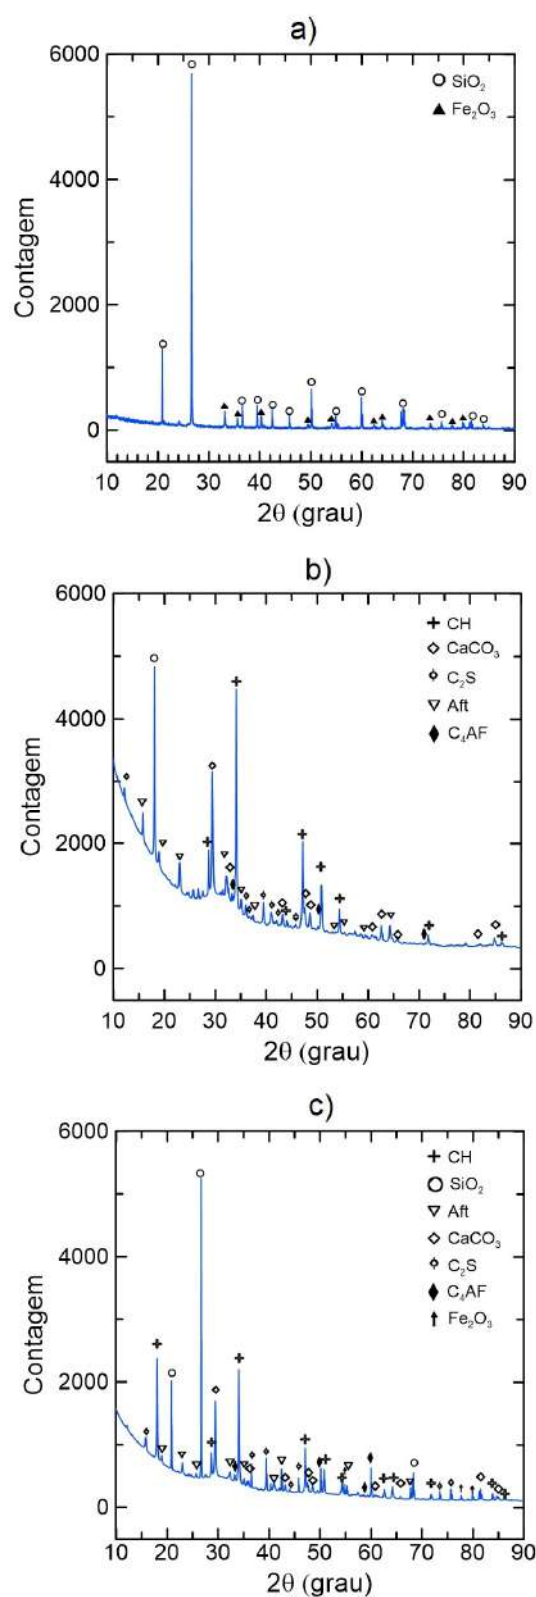 a)
6000
4000
2000
0
Contagem
SiO₂
Fe₂O₃
10 20 30 40 50 60 70 80 90
2θ (grau)
b)
6000
4000
2000
0
Contagem
CH
CaCO₃
C₂S
Aft
C₄AF
10 20 30 40 50 60 70 80 90
2θ (grau)
c)
6000
4000
2000
0
Contagem
CH
SiO₂
Aft
CaCO₃
C₂S
C₄AF
Fe₂O₃
10 20 30 40 50 60 70 80 90
2θ (grau)